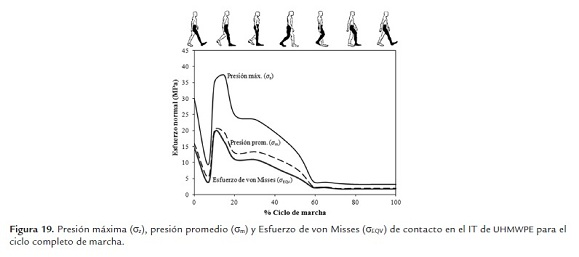 45
40
35
30
25
20
15
10
5
0
Esfuerzo normal (MPa)
Presión máx. (σz)
Presión prom. (σm)
Esfuerzo de von Misses (σEQV)
0 20 40 60 80 100
% Ciclo de marcha
Figura 19. Presión máxima (σz), presión promedio (σm) y Esfuerzo de von Misses (σEQV) de contacto en el IT de UHMWPE para el
ciclo completo de marcha.